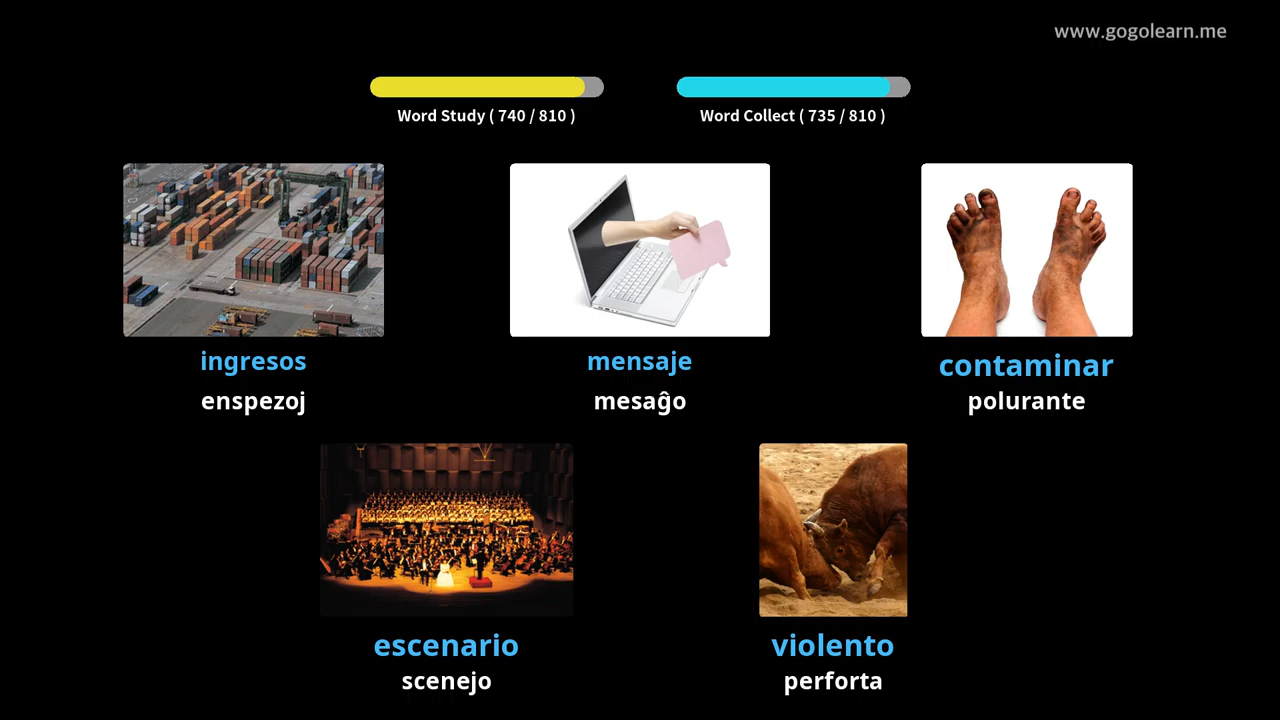 www.gogolearn.me
Word Study ( 740 / 810 )
Word Collect ( 735 / 810 )
ingresos
enspezoj
mensaje
mesaĝo
contaminar
polurante
escenario
scenejo
violento
perforta